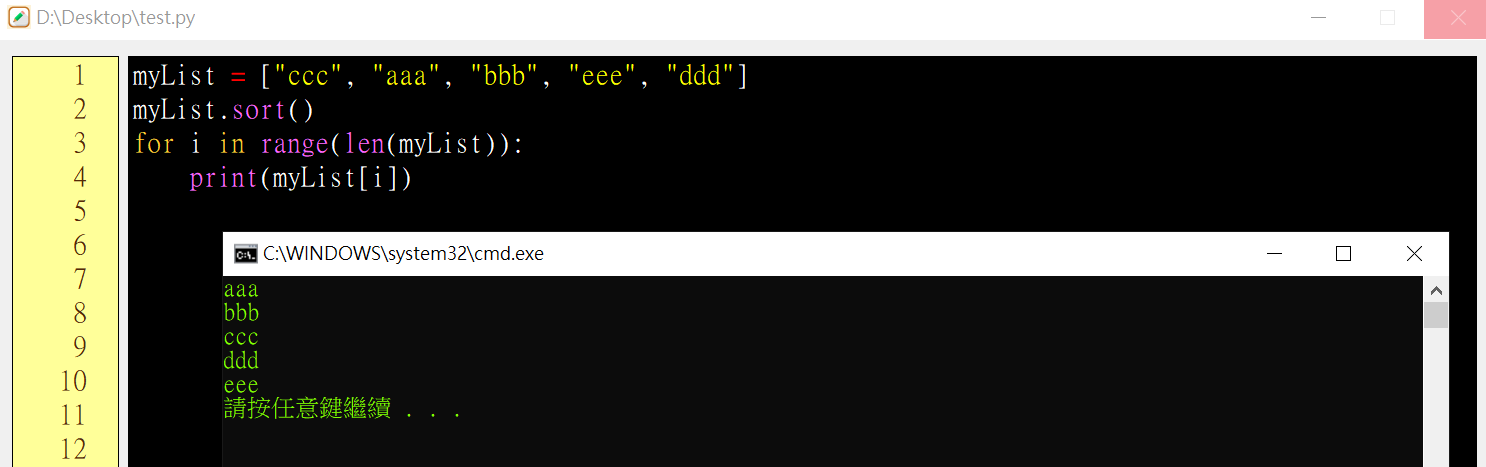 D:\Desktop\test.py
1 myList = ["ccc", "aaa", "bbb", "eee", "ddd"]
2 myList.sort()
3 for i in range(len(myList)):
4     print(myList[i])
5
6
7
8
9
10
11
12
C:\WINDOWS\system32\cmd.exe
aaa
bbb
ccc
ddd
eee
請按任意鍵繼續 . . .